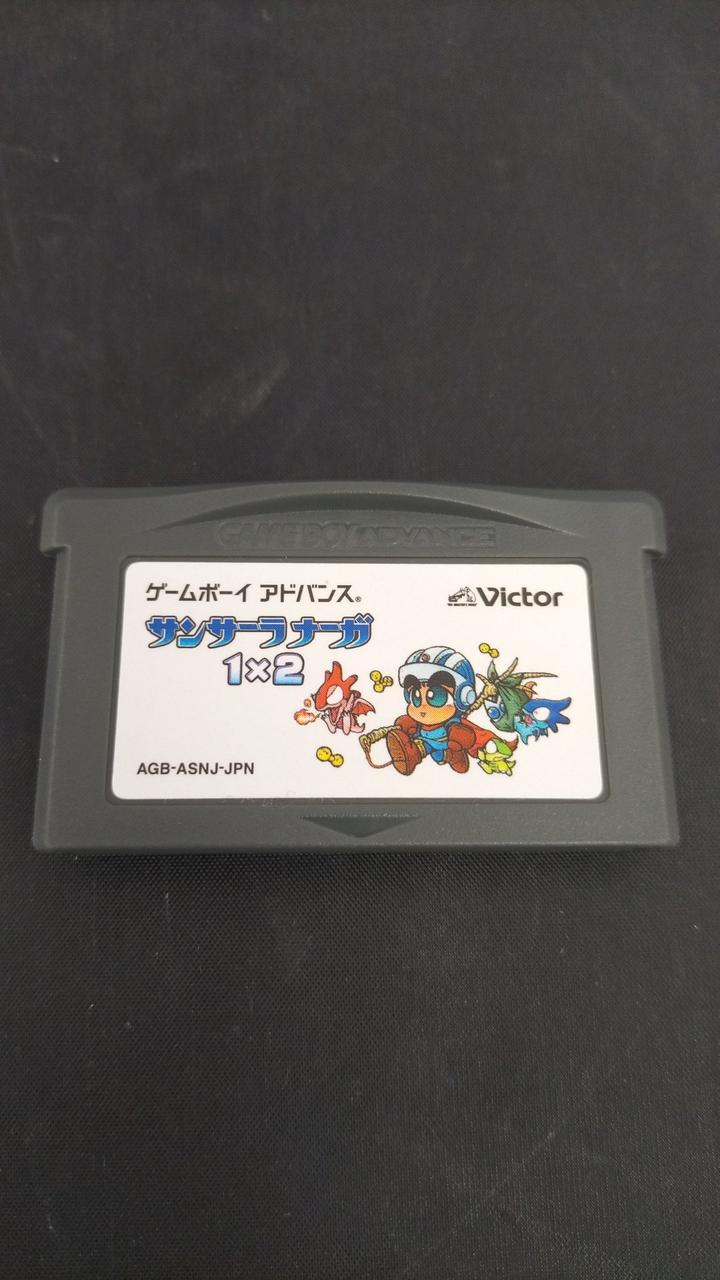 GAME BOY ADVANCE
ゲームボーイ アドバンス®
Victor
サンサーラナーガ
1×2
AGB-ASNJ-JPN